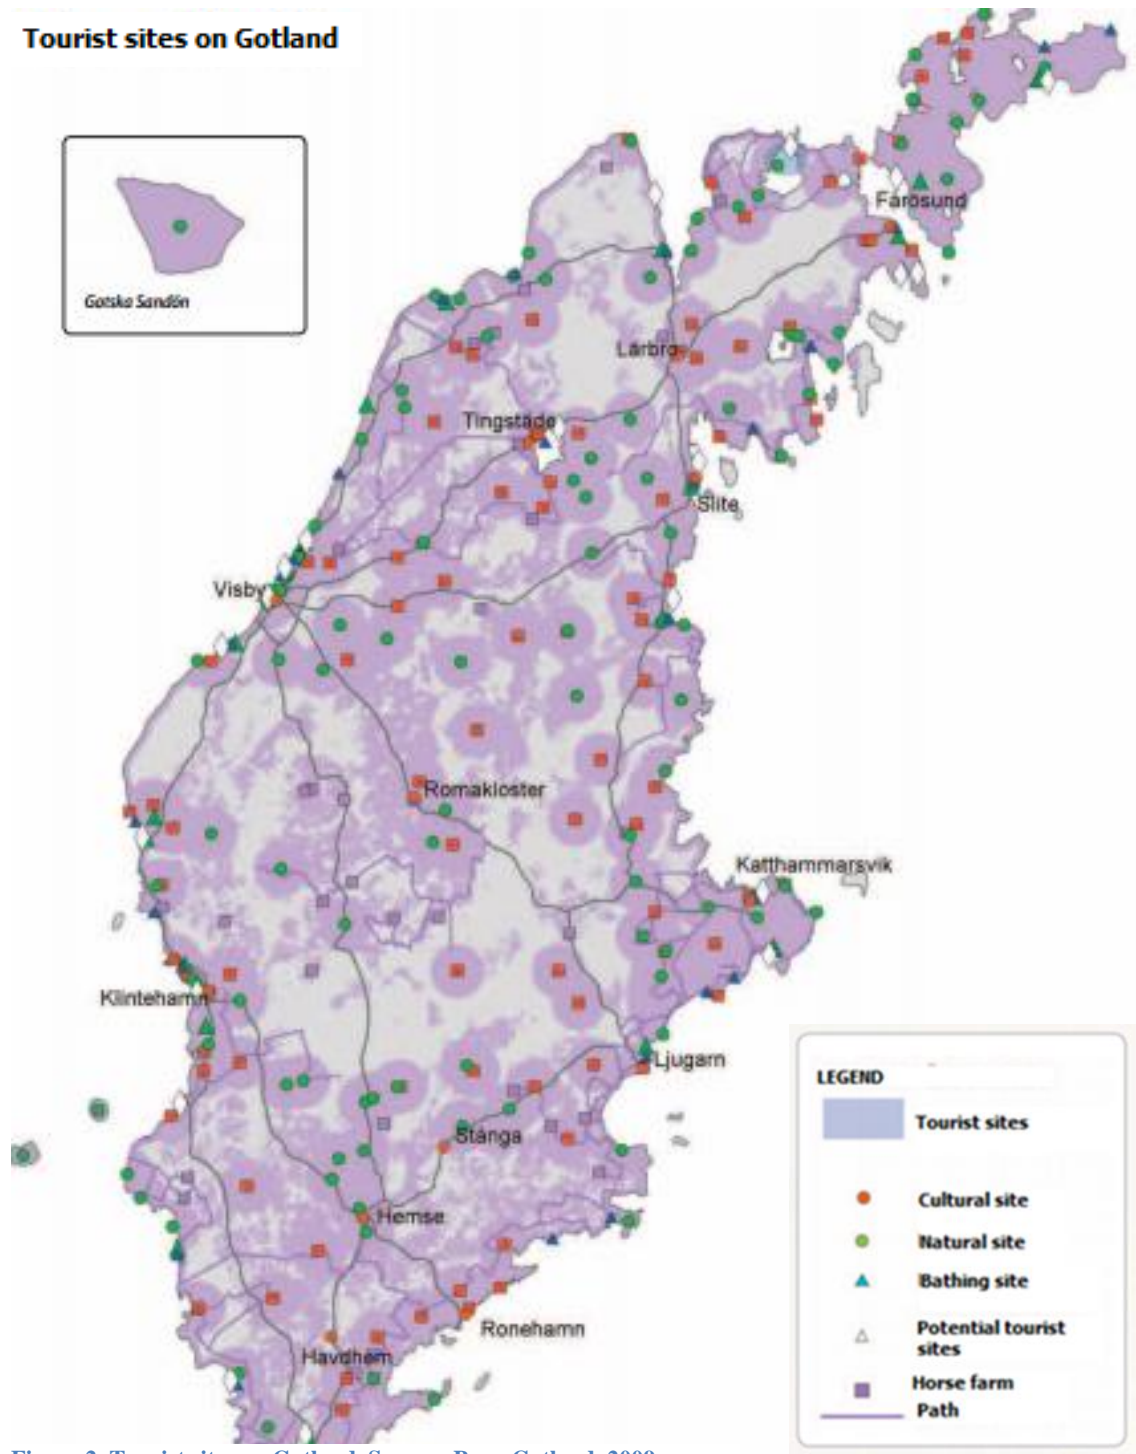 Tourist sites on Gotland
Farosund
Gotska Sandön
Lärbro
Tingstäde
Slite
Visby
Romakloster
Katthammarsvik
Klintehamn
Ljugarn
LEGEND
Tourist sites
Stånga
Cultural site
Hemse
Natural site
Bathing site
Ronehamn
Potential tourist
sites
Havdhem
Horse farm
Path